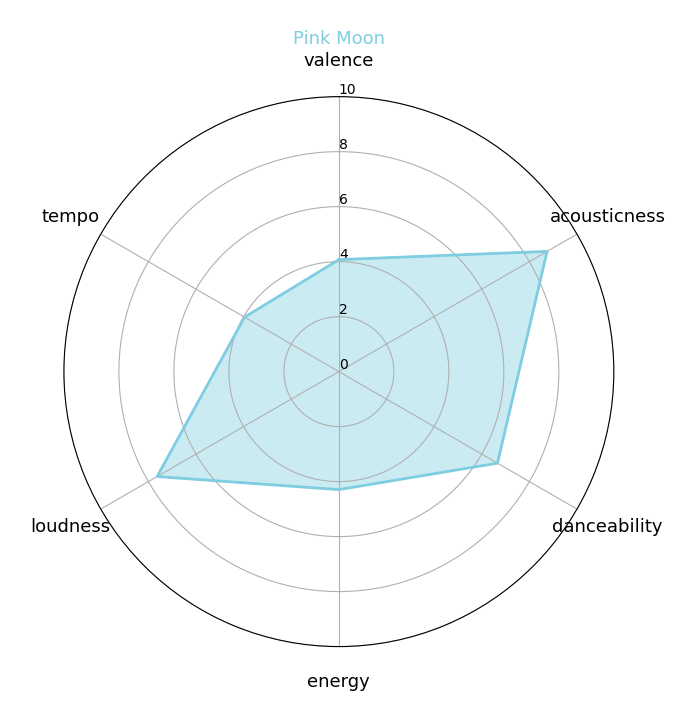 Pink Moon
valence
10
8
6
4
2
0
tempo
acousticness
loudness
danceability
energy